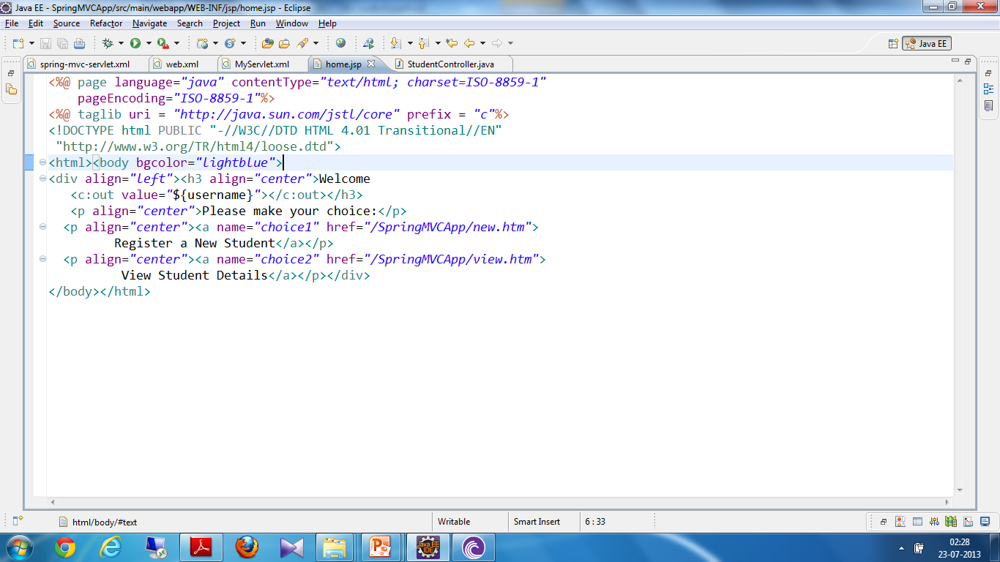 Java EE - SpringMVCApp/src/main/webapp/WEB-INF/jsp/home.jsp - Eclipse
File Edit Source Refactor Navigate Search Project Run Window Help
Java EE
spring-mvc-servlet.xml web.xml MyServlet.xml home.jsp StudentController.java
<%@ page language="java" contentType="text/html; charset=ISO-8859-1"
    pageEncoding="ISO-8859-1"%>
<%@ taglib uri = "http://java.sun.com/jstl/core" prefix = "c"%>
<!DOCTYPE html PUBLIC "-//W3C//DTD HTML 4.01 Transitional//EN"
 "http://www.w3.org/TR/html4/loose.dtd">
<html><body bgcolor="lightblue">
<div align="left"><h3 align="center">Welcome
   <c:out value="${username}"></c:out></h3>
   <p align="center">Please make your choice:</p>
  <p align="center"><a name="choice1" href="/SpringMVCApp/new.htm">
         Register a New Student</a></p>
  <p align="center"><a name="choice2" href="/SpringMVCApp/view.htm">
          View Student Details</a></p></div>
</body></html>
html/body/#text Writable Smart Insert 6 : 33
Java EE
IDE
02:28
23-07-2013